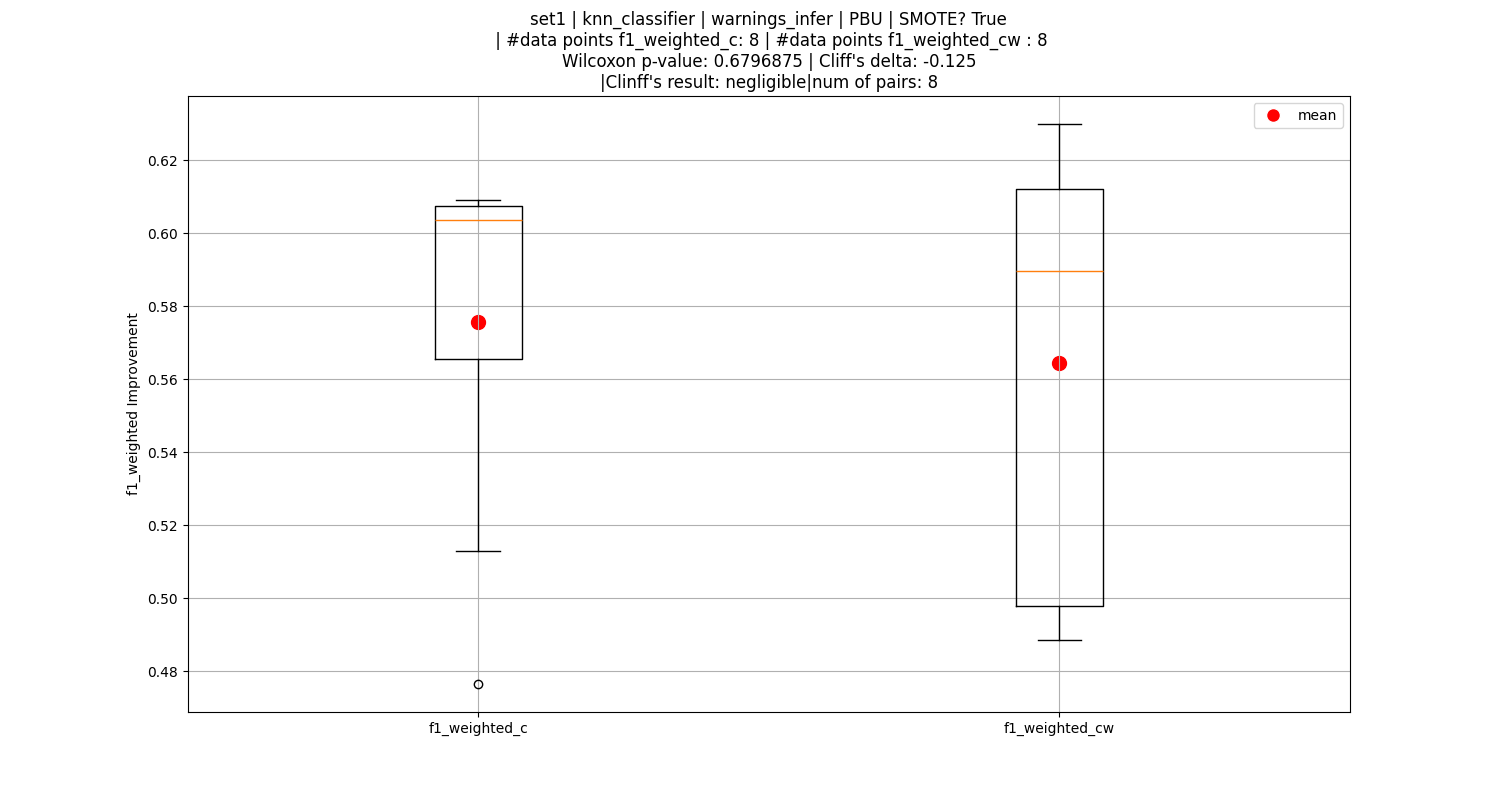 set1 | knn_classifier | warnings_infer | PBU | SMOTE? True
| #data points f1_weighted_c: 8 | #data points f1_weighted_cw : 8
Wilcoxon p-value: 0.6796875 | Cliff's delta: -0.125
|Clinff's result: negligible|num of pairs: 8
mean
f1_weighted Improvement
0.62
0.60
0.58
0.56
0.54
0.52
0.50
0.48
f1_weighted_c
f1_weighted_cw